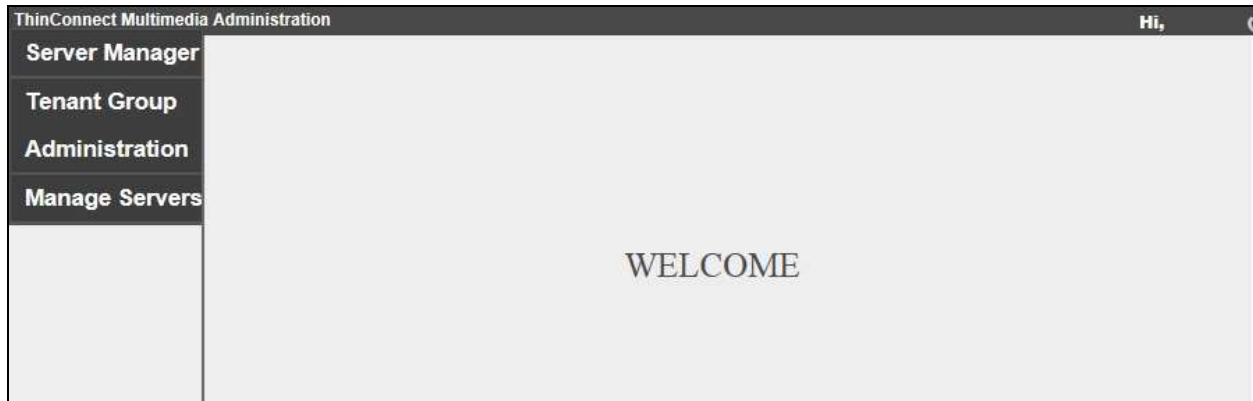 ThinConnect Multimedia Administration
Hi,
Server Manager
Tenant Group
Administration
Manage Servers
WELCOME